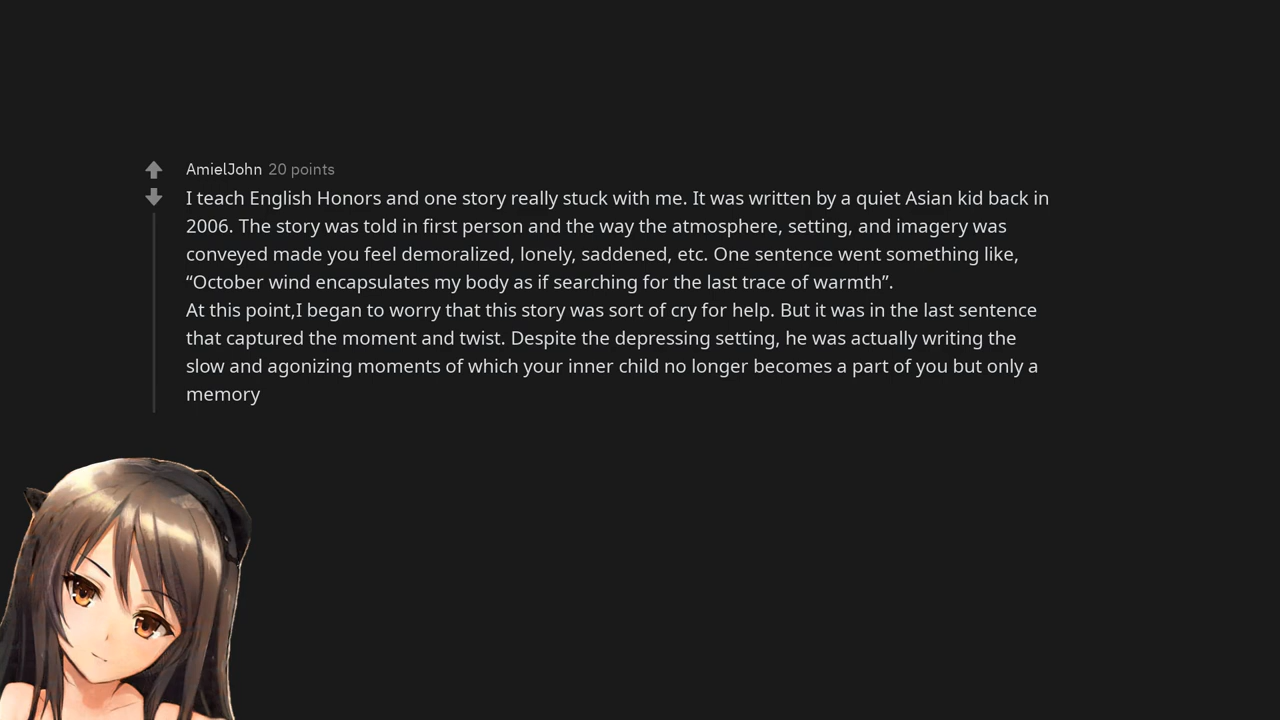 AmielJohn 20 points
I teach English Honors and one story really stuck with me. It was written by a quiet Asian kid back in
2006. The story was told in first person and the way the atmosphere, setting, and imagery was
conveyed made you feel demoralized, lonely, saddened, etc. One sentence went something like,
“October wind encapsulates my body as if searching for the last trace of warmth”.
At this point,I began to worry that this story was sort of cry for help. But it was in the last sentence
that captured the moment and twist. Despite the depressing setting, he was actually writing the
slow and agonizing moments of which your inner child no longer becomes a part of you but only a
memory